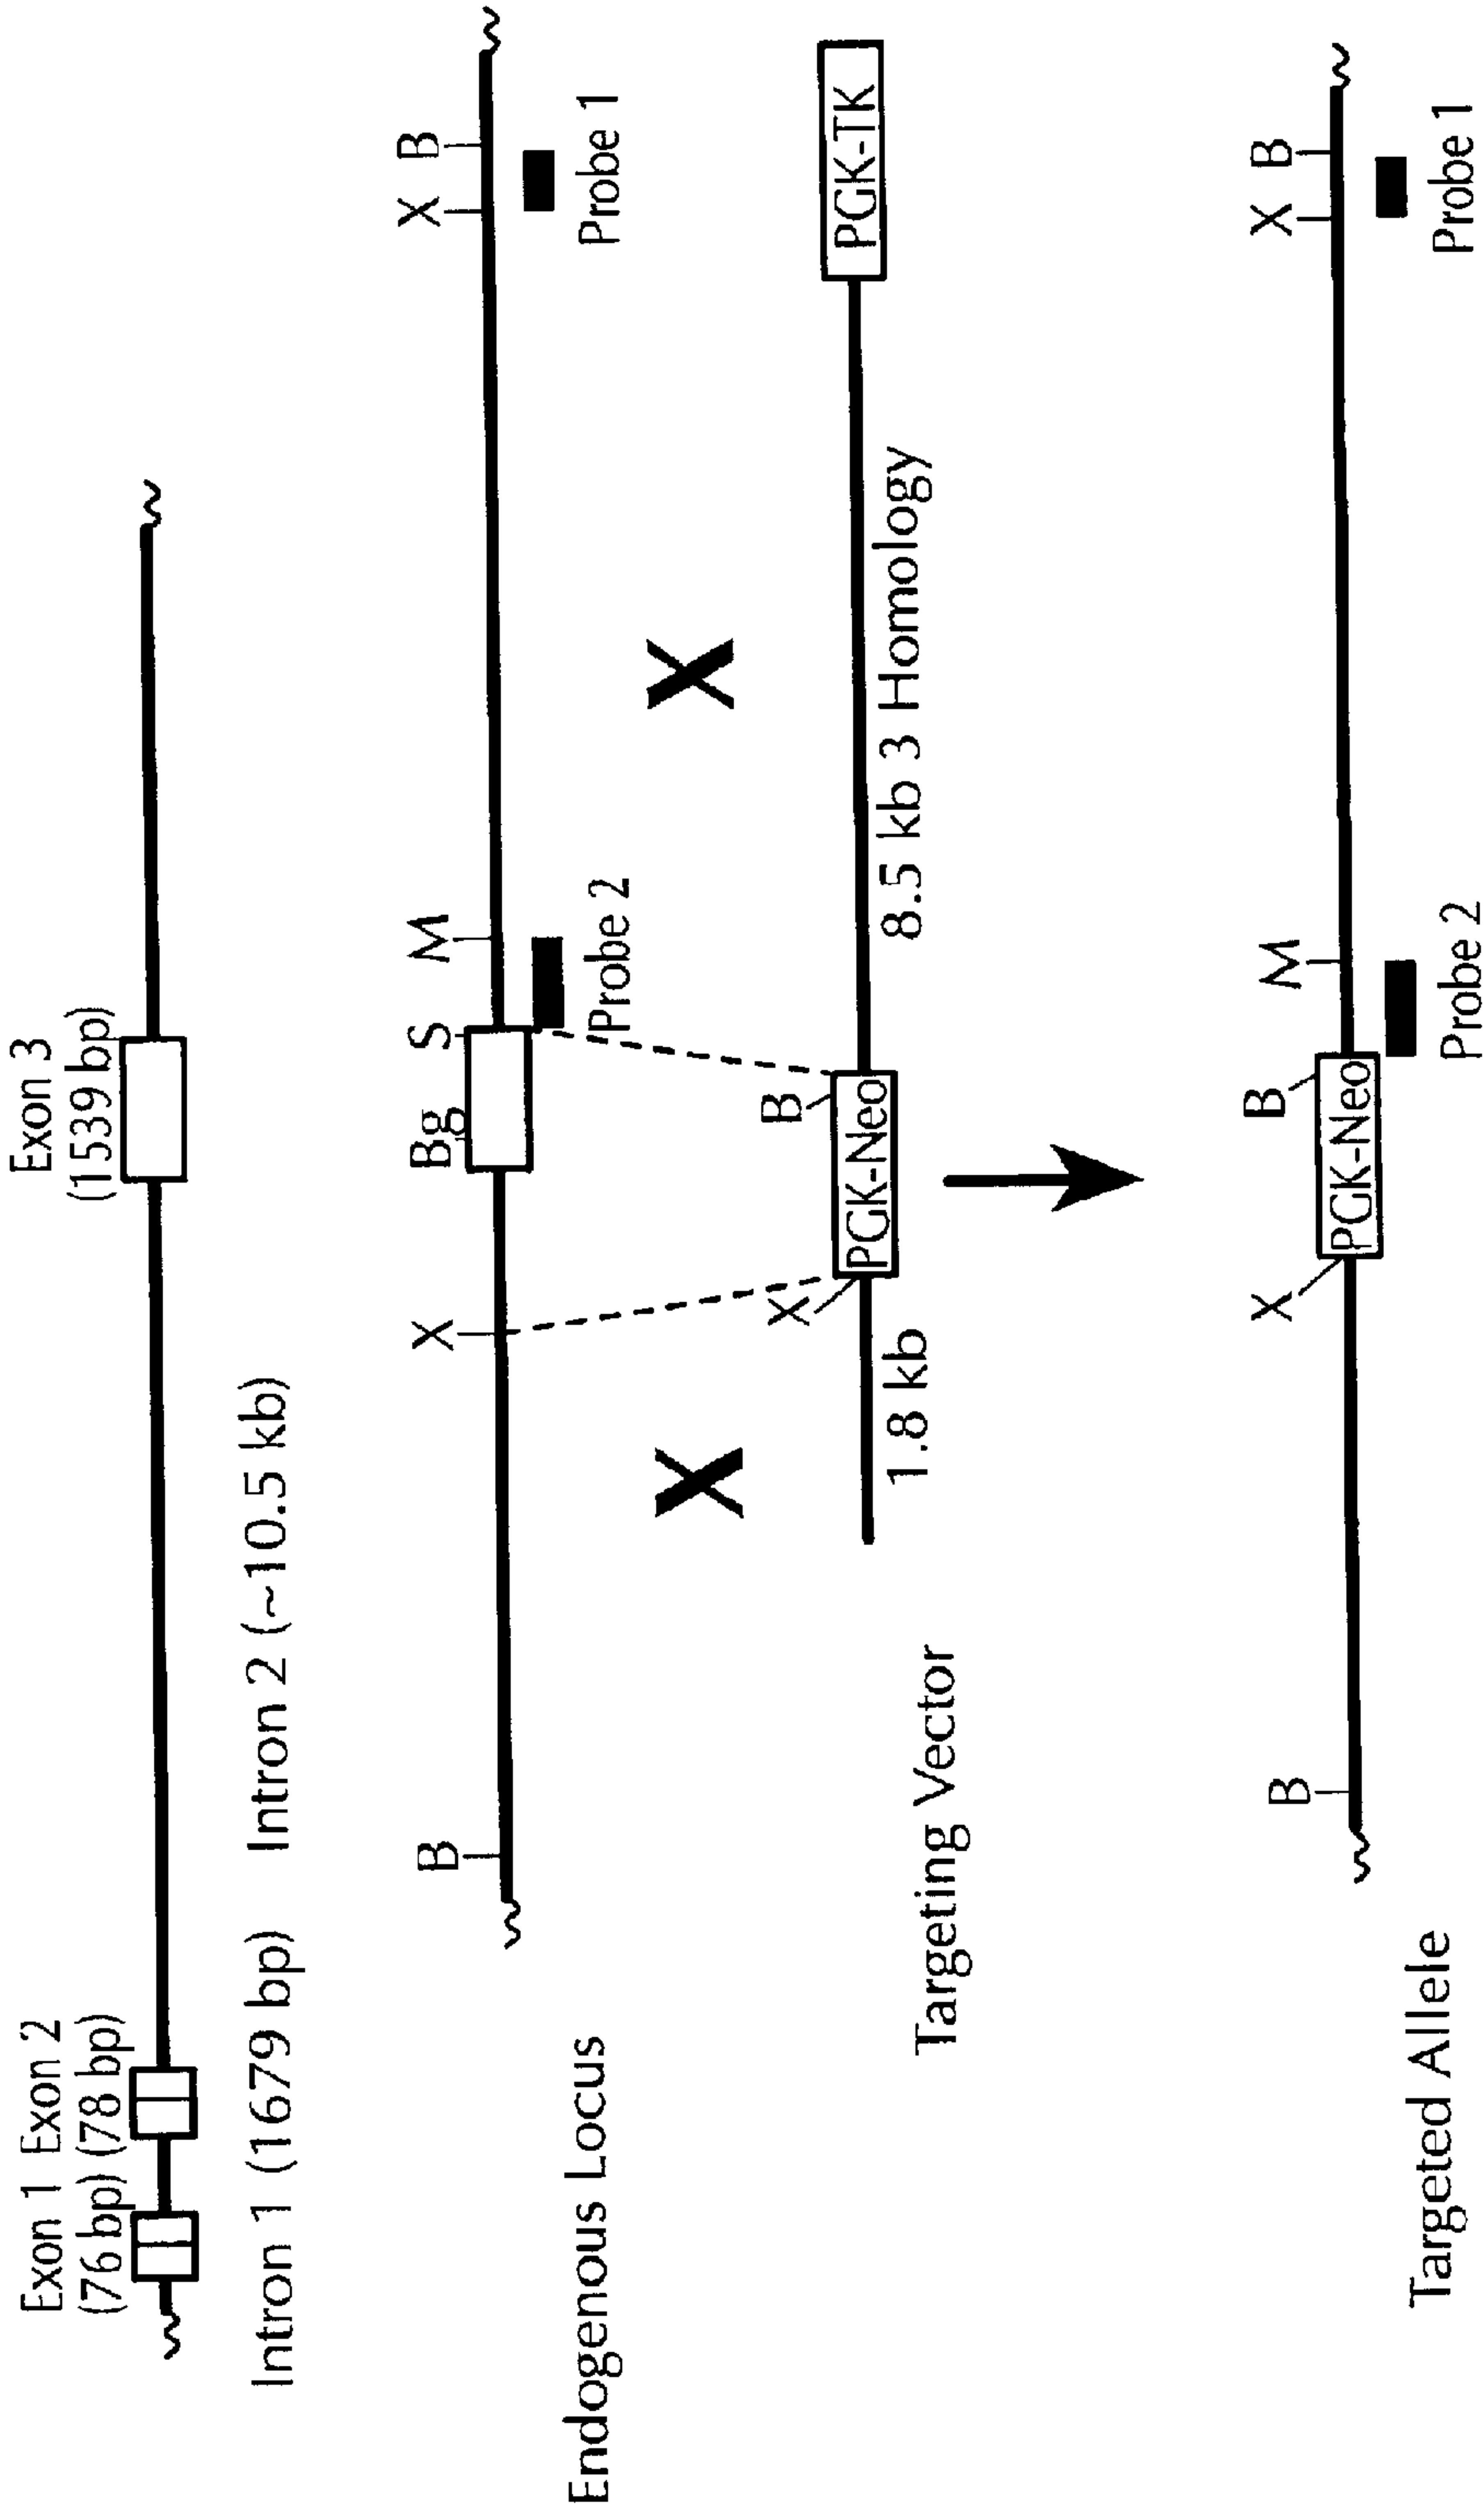 Exon 1 Exon 2
(76bp) (78 bp)
Exon 3
(1539 bp)
Intron 1 (1679 bp) Intron 2 (~10.5 kb)
B X Bg S M X B
Endogenous Locus
Probe 2
Probe 1
X X
X B
PGK-Neo
PGK-TK
1.8 kb
8.5 kb 3 Homology
Targeting Vector
B X B M X B
PGK-Neo
Targeted Allele
Probe 2
Probe 1